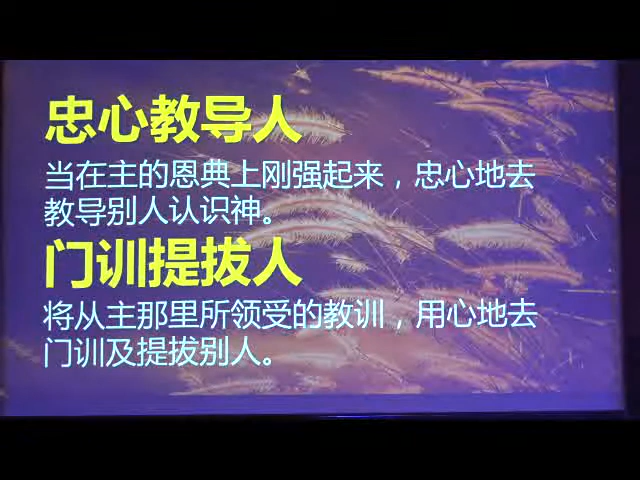 忠心教导人
当在主的恩典上刚强起来，忠心地去
教导别人认识神。
门训提拔人
将从主那里所领受的教训，用心地去
门训及提拔别人。